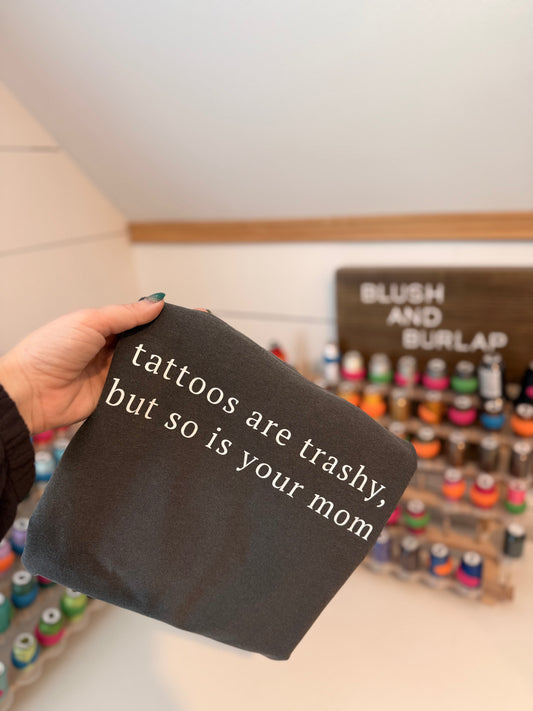 BLUSH
AND
BURLAP
tattoos are trashy,
but so is your mom